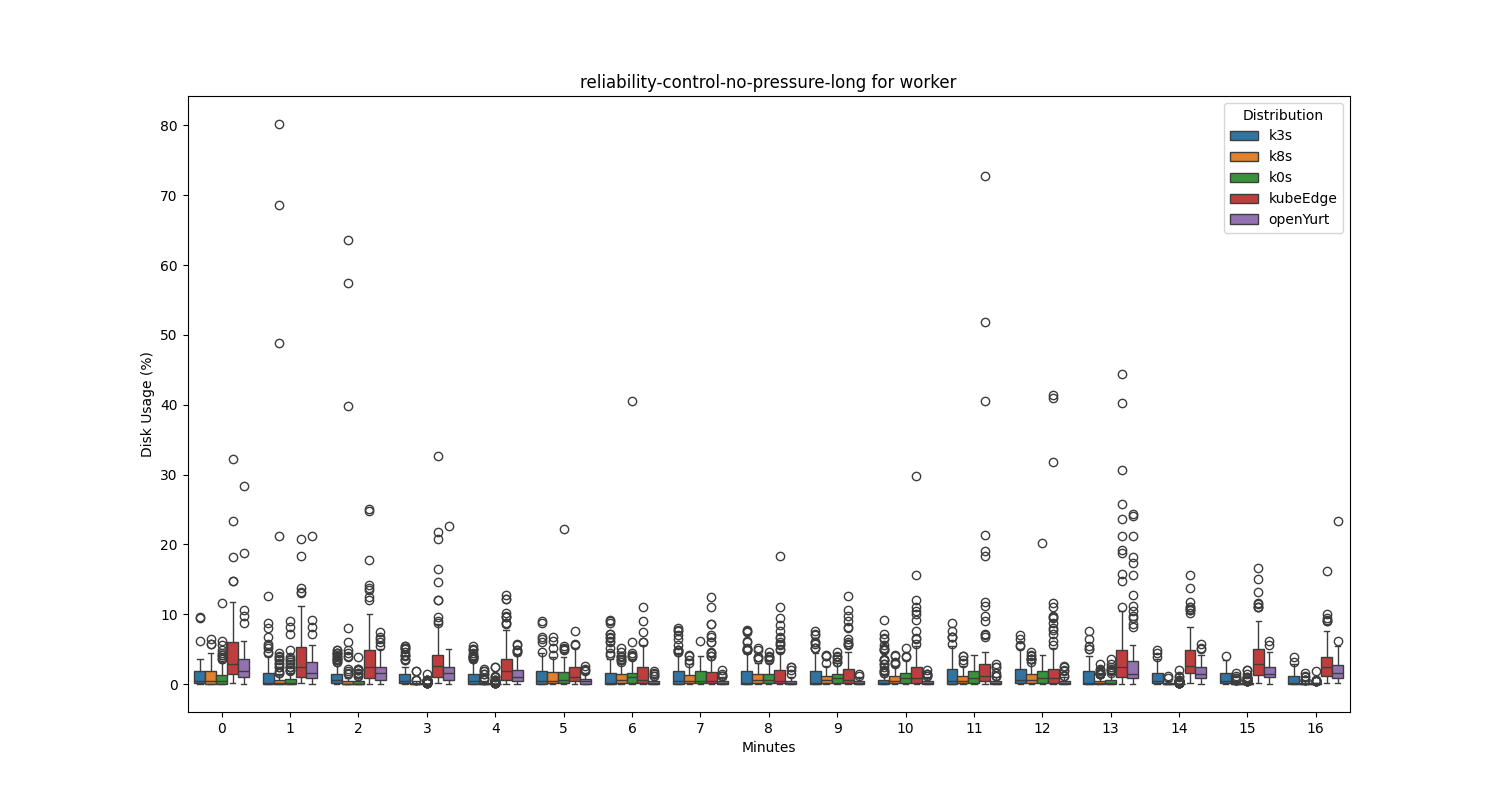 reliability-control-no-pressure-long for worker
Distribution
k3s
k8s
k0s
kubeEdge
openYurt
Disk Usage (%)
80
70
60
50
40
30
20
10
0
0 1 2 3 4 5 6 7 8 9 10 11 12 13 14 15 16
Minutes